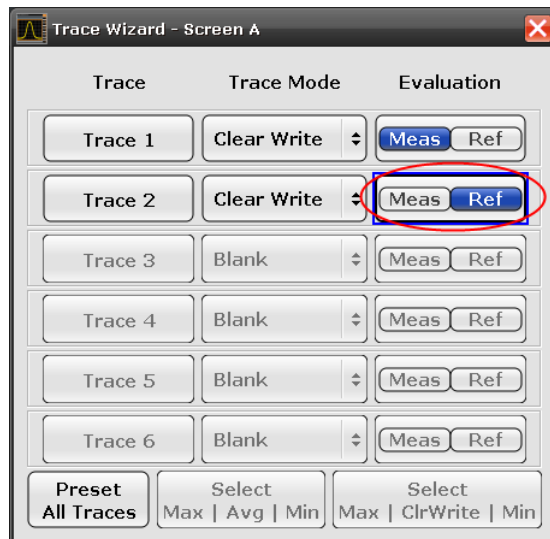 Trace Wizard - Screen A
Trace Trace Mode Evaluation
Trace 1 Clear Write Meas Ref
Trace 2 Clear Write Meas Ref
Trace 3 Blank Meas Ref
Trace 4 Blank Meas Ref
Trace 5 Blank Meas Ref
Trace 6 Blank Meas Ref
Preset Select Select
All Traces Max | Avg | Min Max | ClrWrite | Min